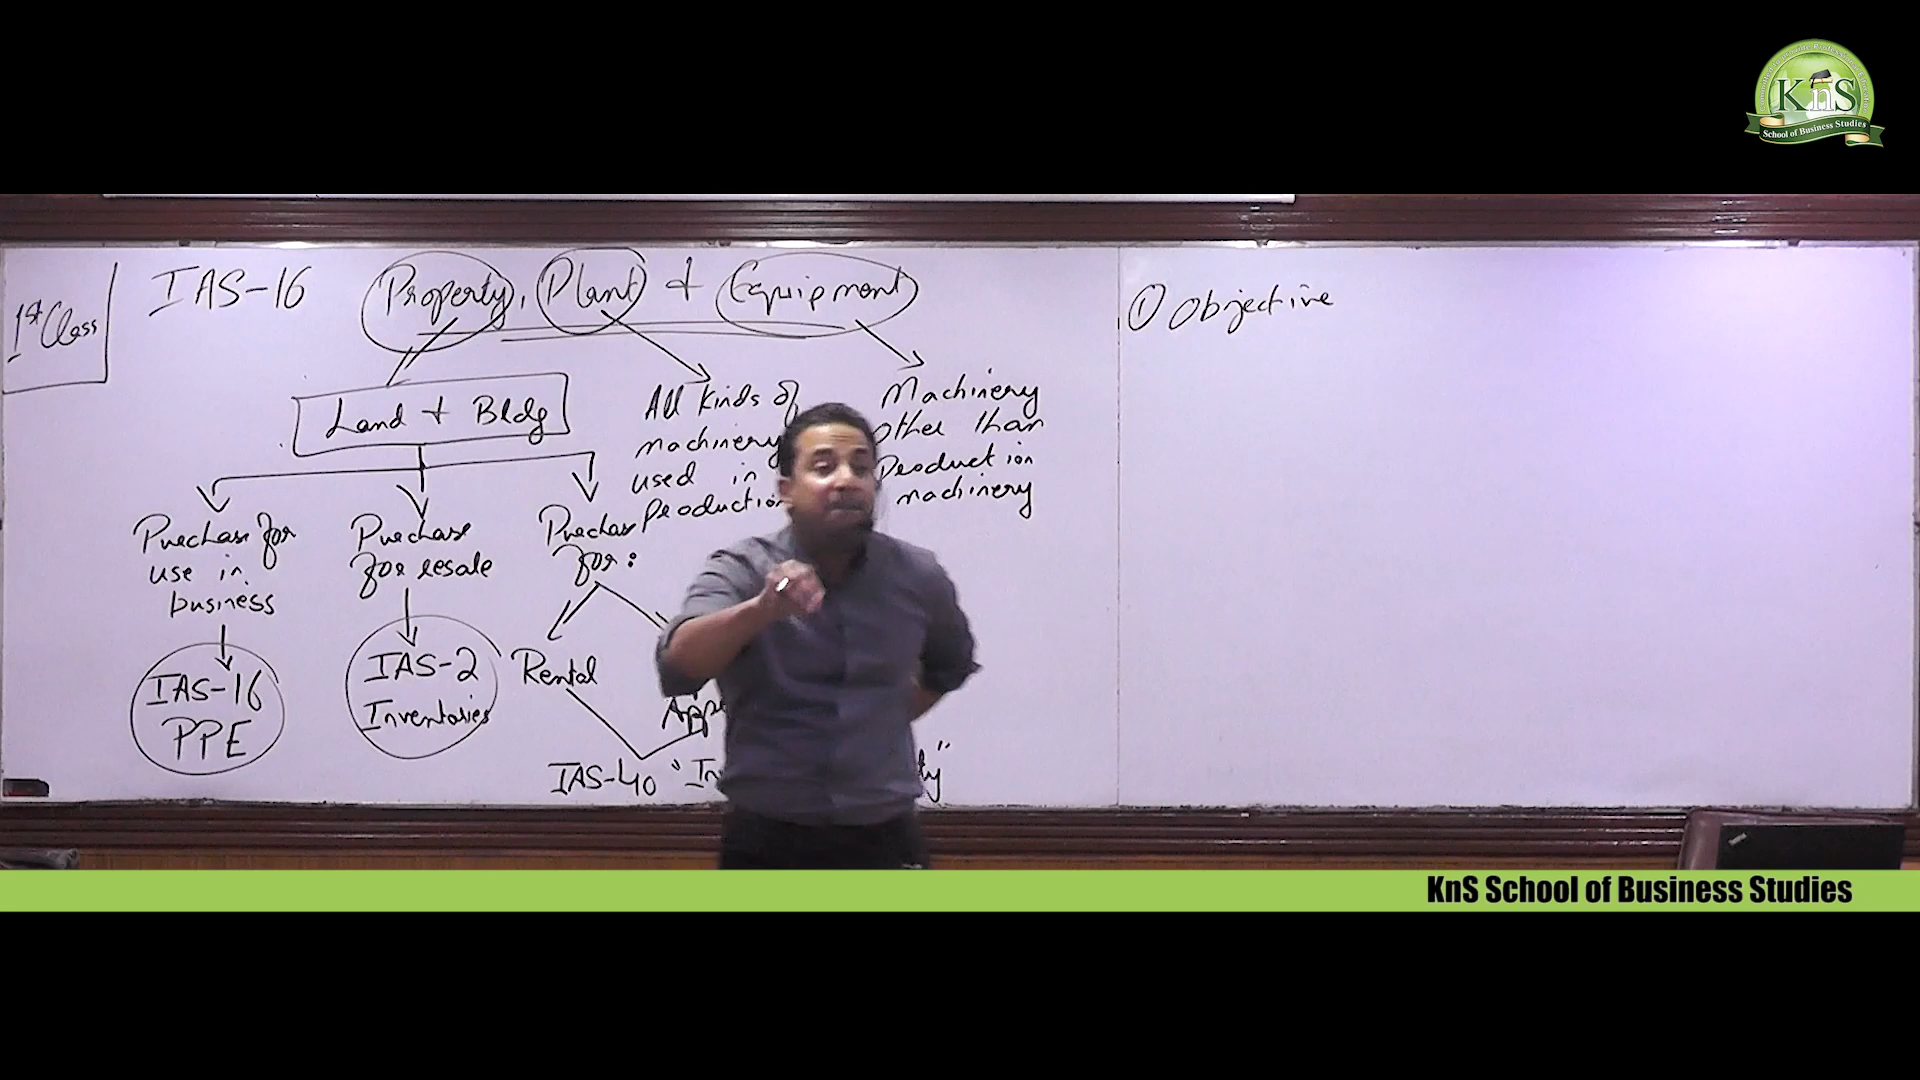 KnS
School of Business Studies
1st Class
IAS-16 Property, Plant & Equipment
Land & Bldg
All kinds of
machinery
used in
Production
Machinery
other than
Production
machinery
Purchase for
use in
business
IAS-16
PPE
Purchase
for resale
IAS-2
Inventories
Purchase
for:
Rental
IAS-40
① Objective
KnS School of Business Studies